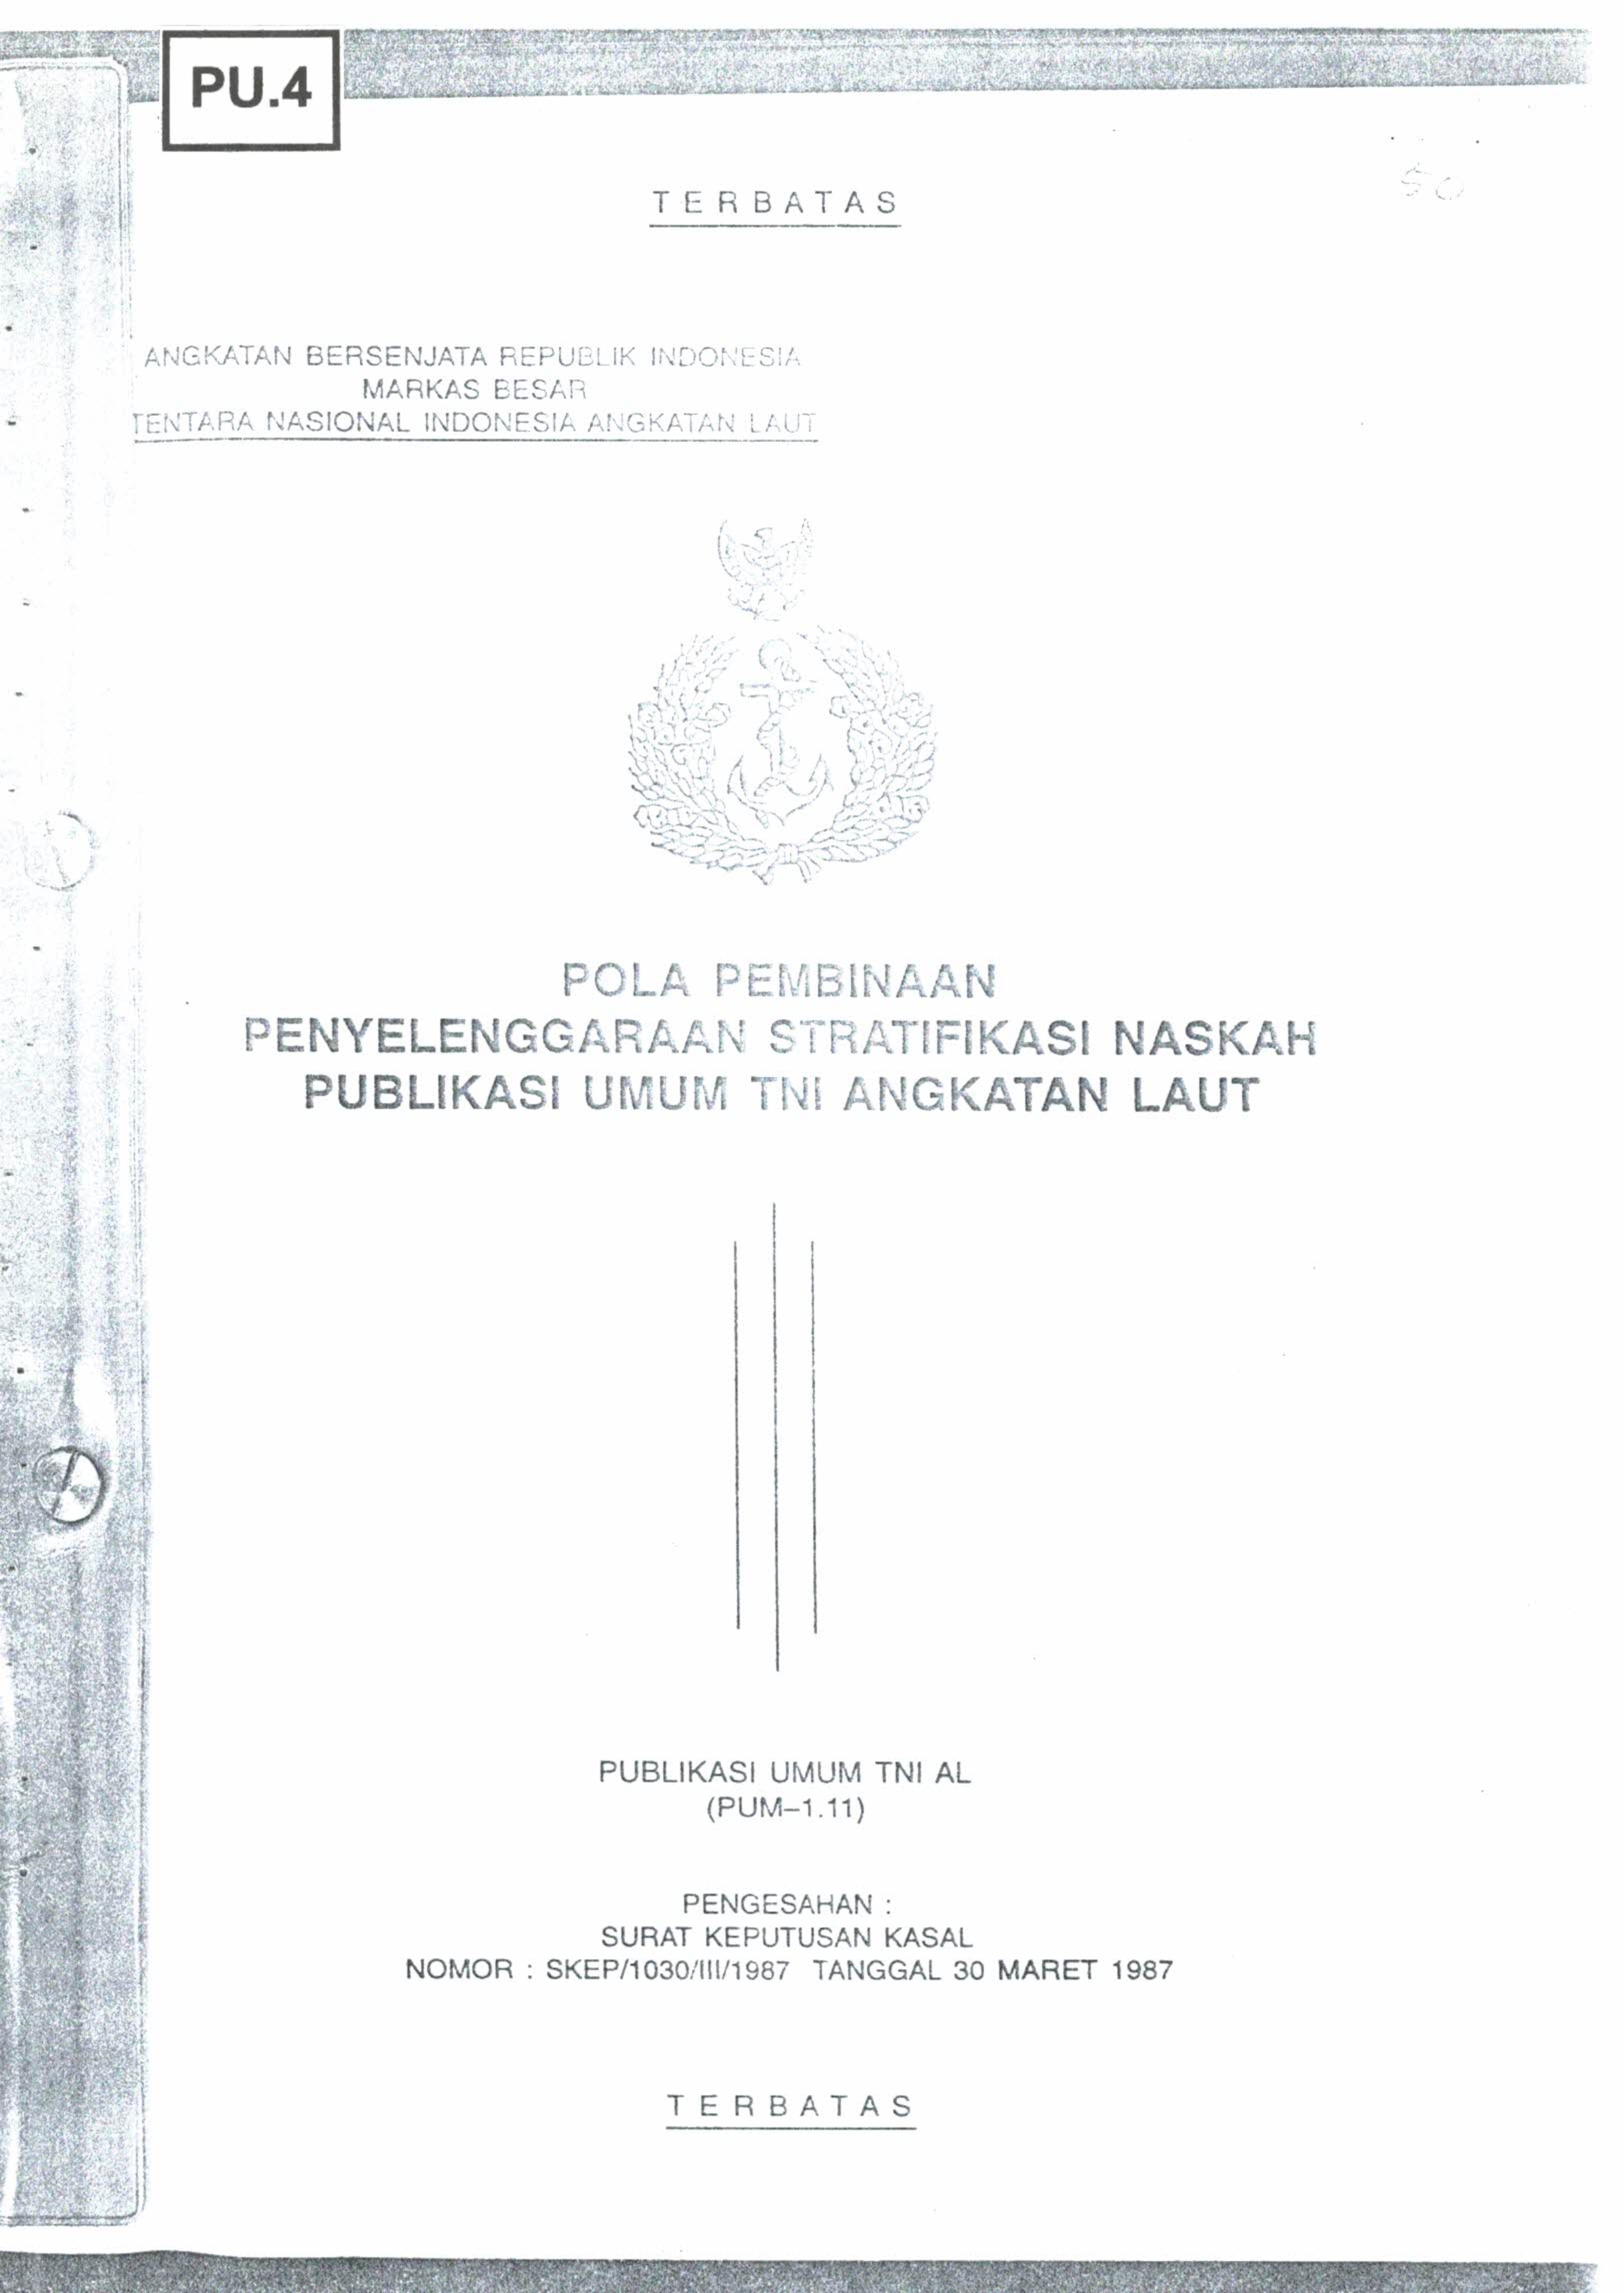 PU.4
50
T E R B A T A S
ANGKATAN BERSENJATA REPUBLIK INDONESIA
MARKAS BESAR
TENTARA NASIONAL INDONESIA ANGKATAN LAUT
POLA PEMBINAAN
PENYELENGGARAAN STRATIFIKASI NASKAH
PUBLIKASI UMUM TNI ANGKATAN LAUT
PUBLIKASI UMUM TNI AL
(PUM–1.11)
PENGESAHAN :
SURAT KEPUTUSAN KASAL
NOMOR : SKEP/1030/III/1987 TANGGAL 30 MARET 1987
T E R B A T A S